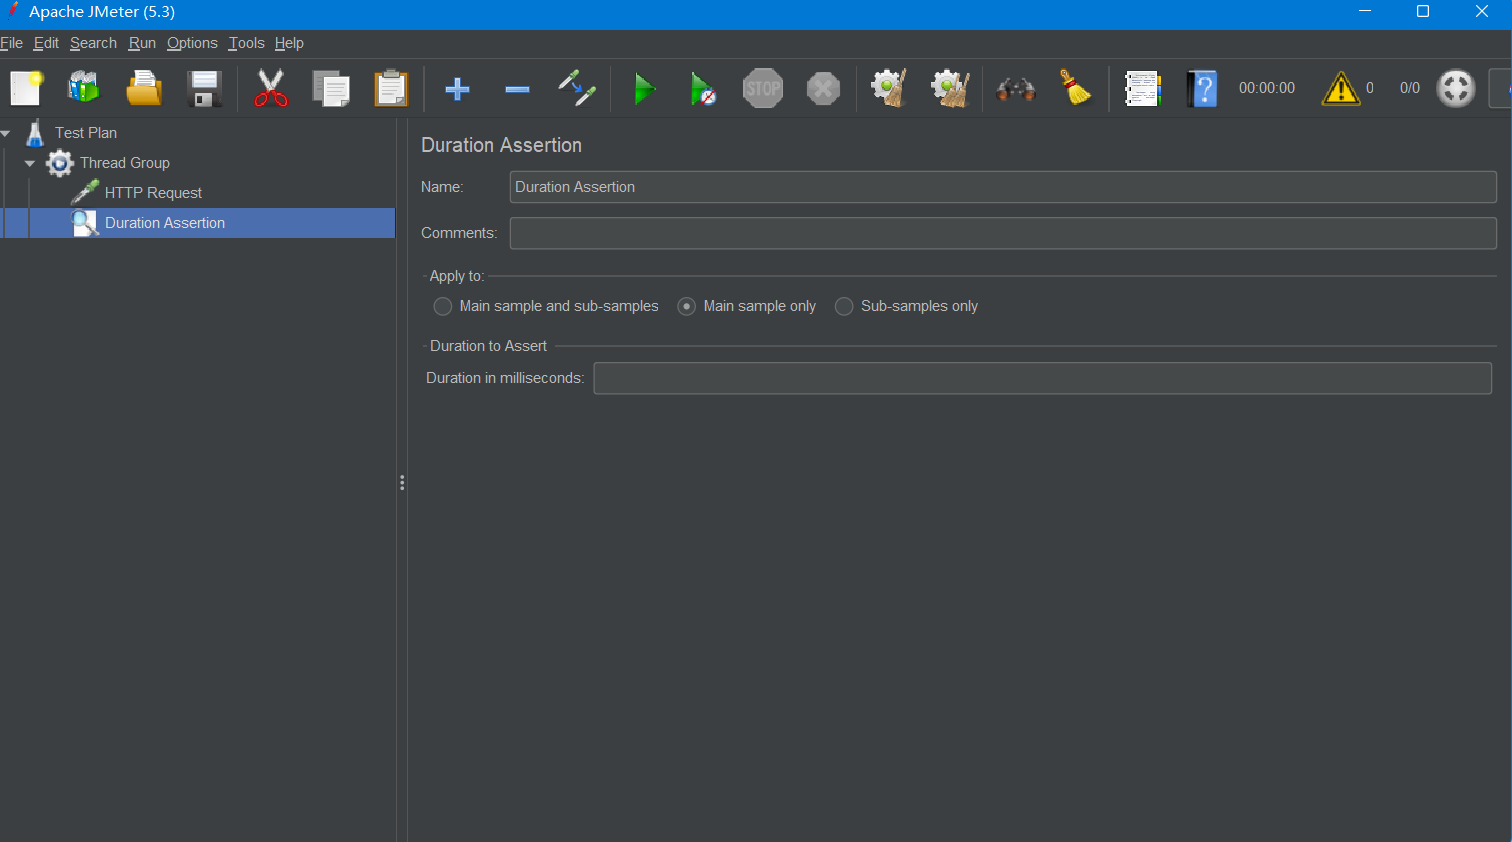 Apache JMeter (5.3)
File Edit Search Run Options Tools Help
STOP
?
00:00:00
0
0/0
Test Plan
Thread Group
HTTP Request
Duration Assertion
Duration Assertion
Name: Duration Assertion
Comments:
Apply to:
Main sample and sub-samples Main sample only Sub-samples only
Duration to Assert
Duration in milliseconds: